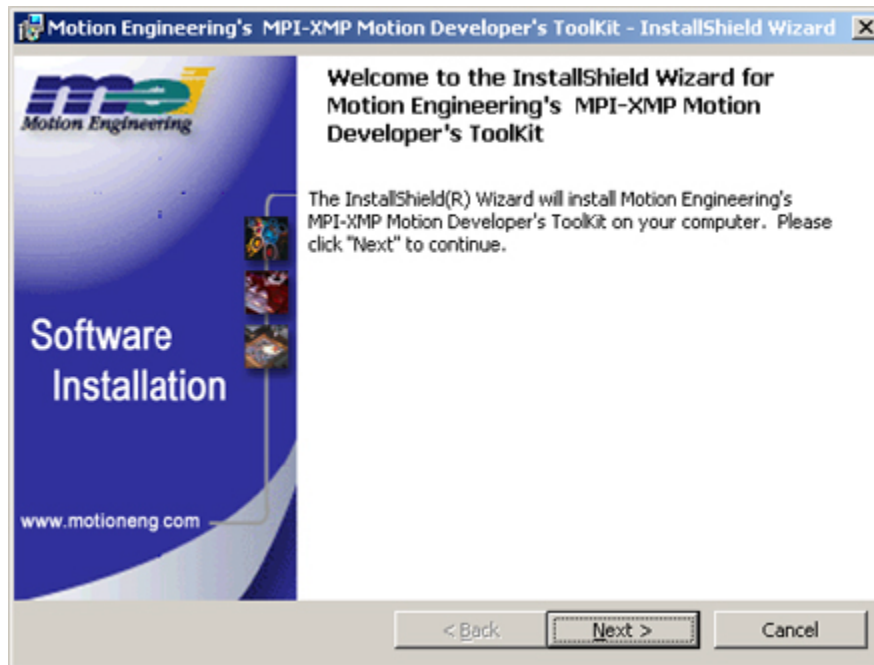 Motion Engineering's MPI-XMP Motion Developer's ToolKit - InstallShield Wizard
mei
Motion Engineering
Welcome to the InstallShield Wizard for
Motion Engineering's MPI-XMP Motion
Developer's ToolKit
The InstallShield(R) Wizard will install Motion Engineering's
MPI-XMP Motion Developer's ToolKit on your computer. Please
click "Next" to continue.
Software
Installation
www.motioneng.com
< Back
Next >
Cancel